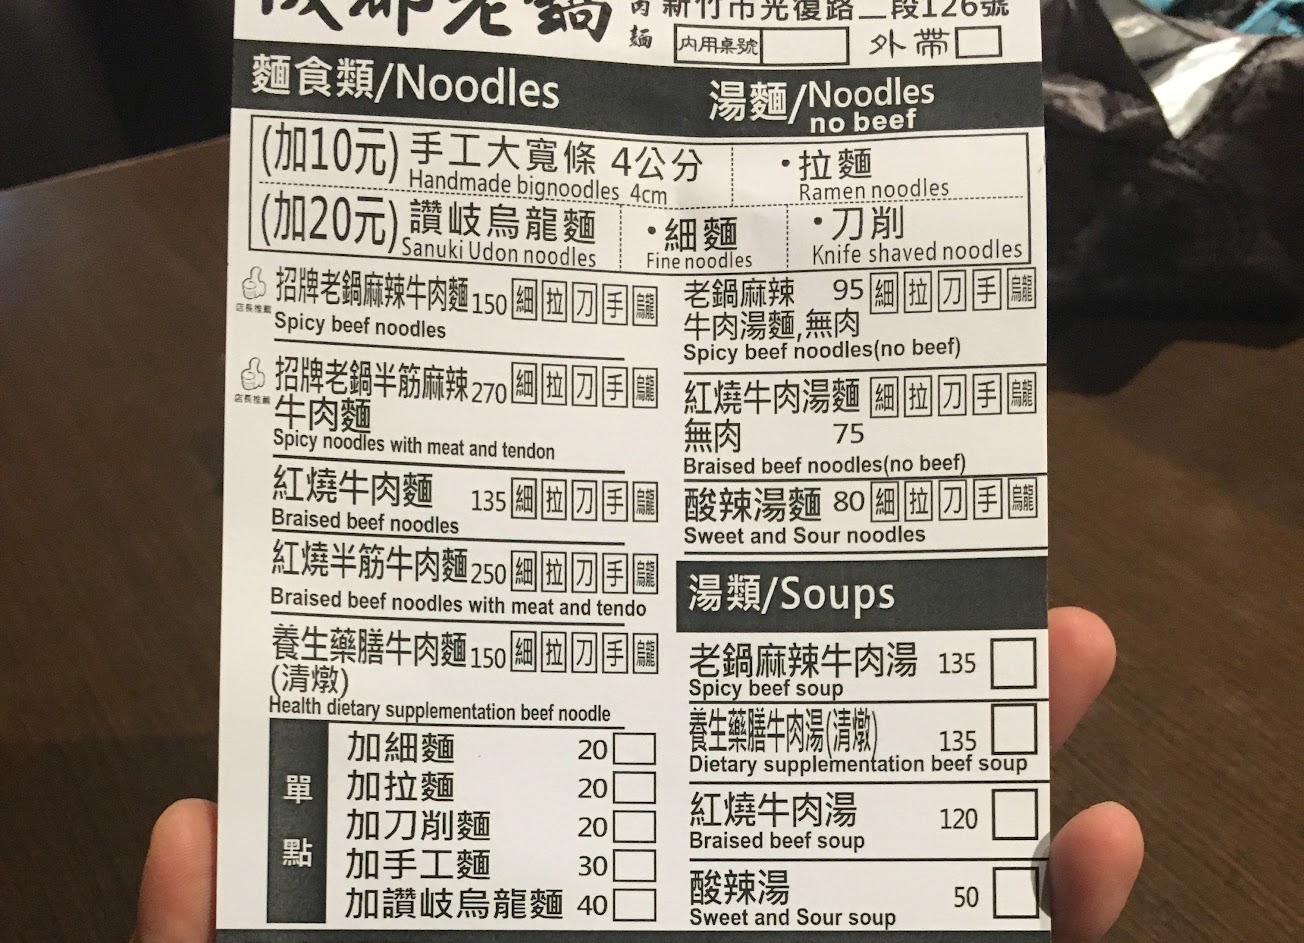 成都老鍋
肉
麵
新竹市光復路二段126號
內用桌號
外帶
麵食類/Noodles
湯麵/Noodles
no beef
(加10元) 手工大寬條 4公分
Handmade bignoodles 4cm
・拉麵
Ramen noodles
(加20元) 讚岐烏龍麵
Sanuki Udon noodles
・細麵
Fine noodles
・刀削
Knife shaved noodles
店長推薦
招牌老鍋麻辣牛肉麵 150 細 拉 刀 手 烏龍
Spicy beef noodles
店長推薦
招牌老鍋半筋麻辣 270 細 拉 刀 手 烏龍
牛肉麵
Spicy noodles with meat and tendon
紅燒牛肉麵 135 細 拉 刀 手 烏龍
Braised beef noodles
紅燒半筋牛肉麵 250 細 拉 刀 手 烏龍
Braised beef noodles with meat and tendo
養生藥膳牛肉麵 150 細 拉 刀 手 烏龍
(清燉)
Health dietary supplementation beef noodle
單點
加細麵 20
加拉麵 20
加刀削麵 20
加手工麵 30
加讚岐烏龍麵 40
老鍋麻辣 95 細 拉 刀 手 烏龍
牛肉湯麵,無肉
Spicy beef noodles(no beef)
紅燒牛肉湯麵 細 拉 刀 手 烏龍
無肉 75
Braised beef noodles(no beef)
酸辣湯麵 80 細 拉 刀 手 烏龍
Sweet and Sour noodles
湯類/Soups
老鍋麻辣牛肉湯 135
Spicy beef soup
養生藥膳牛肉湯(清燉) 135
Dietary supplementation beef soup
紅燒牛肉湯 120
Braised beef soup
酸辣湯 50
Sweet and Sour soup